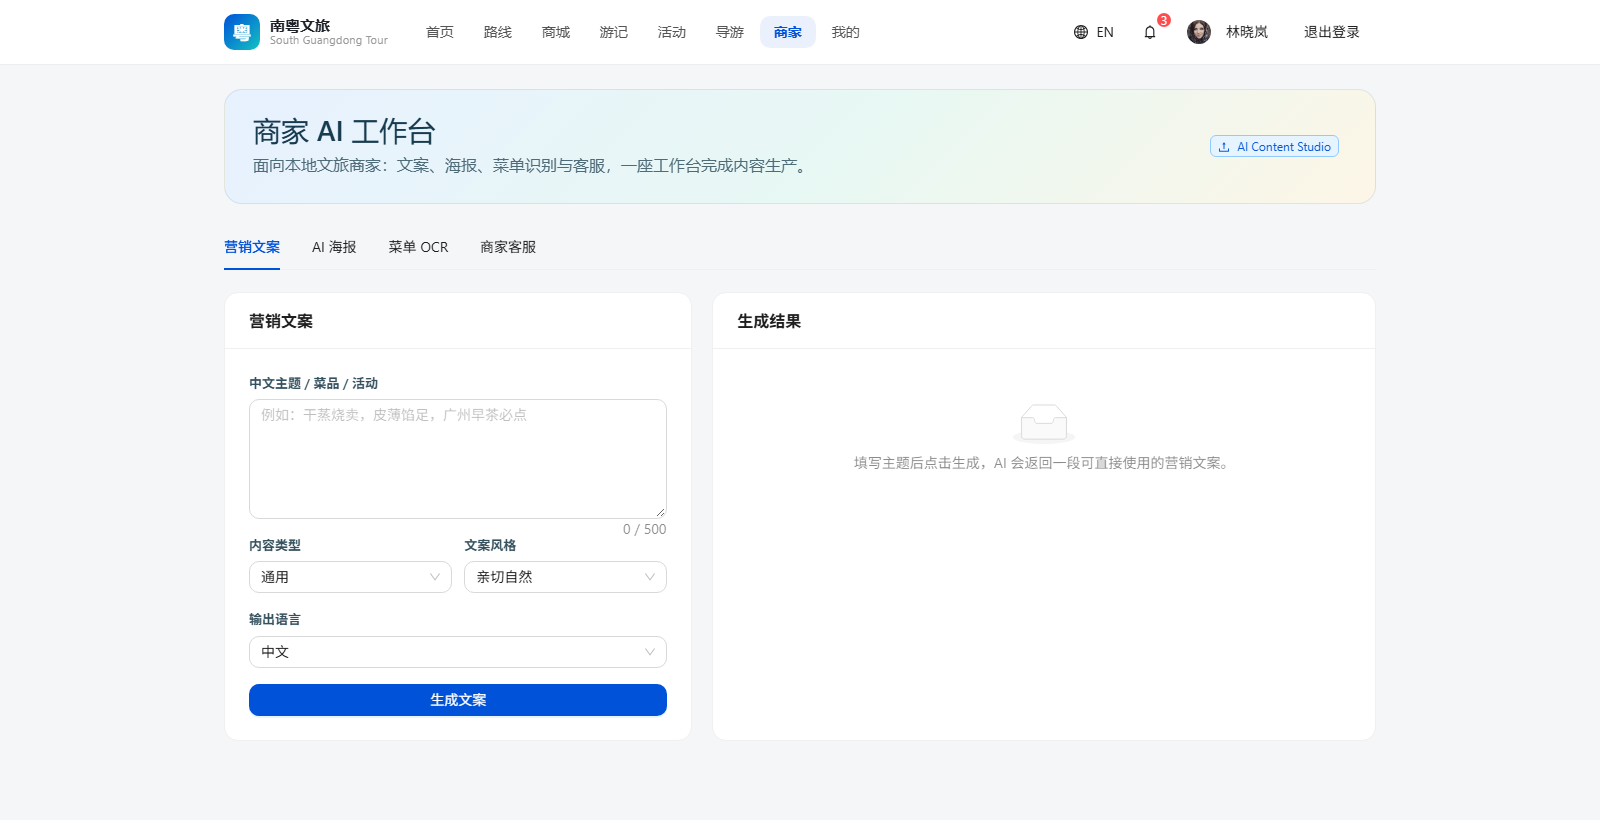 粤
南粤文旅
South Guangdong Tour
首页 路线 商城 游记 活动 导游 商家 我的
EN
3
林晓岚
退出登录
商家 AI 工作台
面向本地文旅商家：文案、海报、菜单识别与客服，一座工作台完成内容生产。
AI Content Studio
营销文案 AI 海报 菜单 OCR 商家客服
营销文案
中文主题 / 菜品 / 活动
例如：干蒸烧卖，皮薄馅足，广州早茶必点
0 / 500
内容类型 文案风格
通用 亲切自然
输出语言
中文
生成文案
生成结果
填写主题后点击生成，AI 会返回一段可直接使用的营销文案。